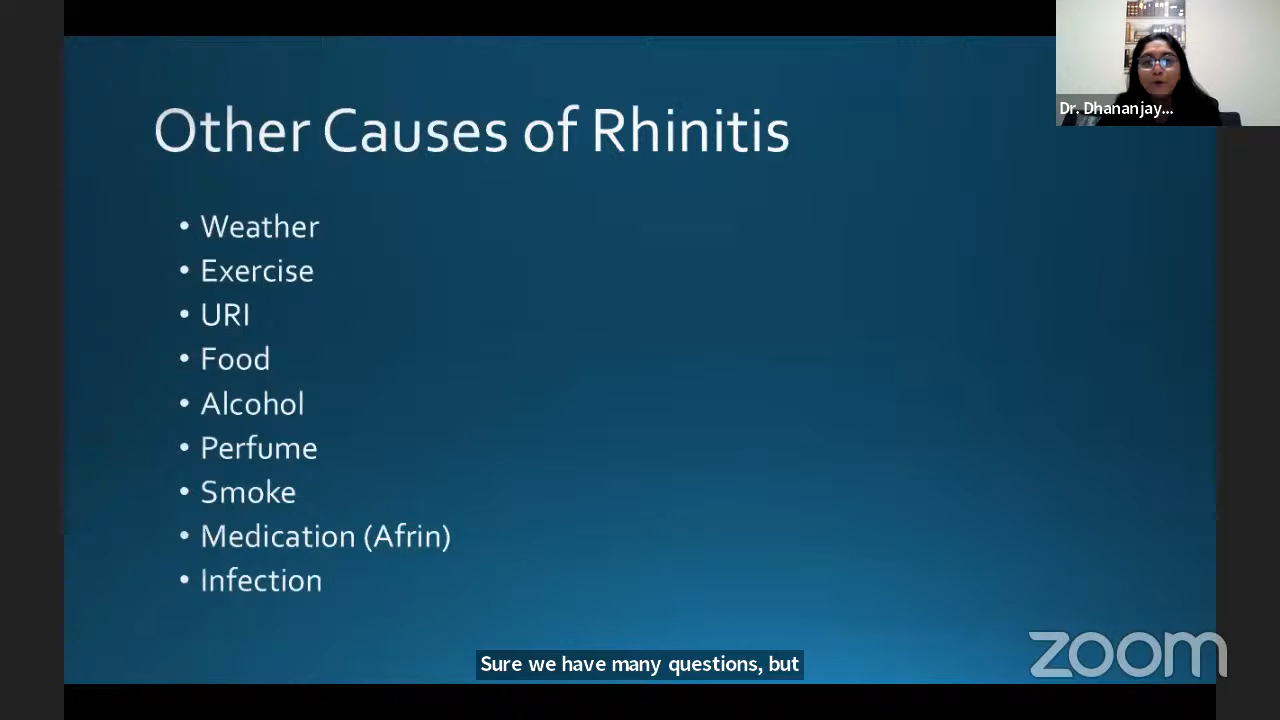 Other Causes of Rhinitis
• Weather
• Exercise
• URI
• Food
• Alcohol
• Perfume
• Smoke
• Medication (Afrin)
• Infection
Dr. Dhananjay...
Sure we have many questions, but
zoom